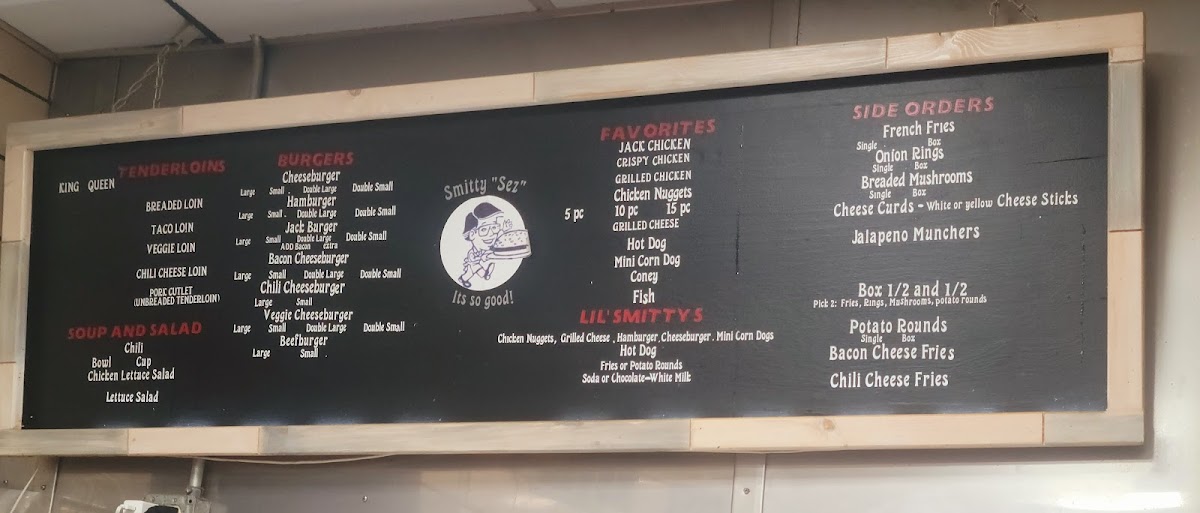 TENDERLOINS
KING QUEEN
BREADED LOIN
TACO LOIN
VEGGIE LOIN
CHILI CHEESE LOIN
PORK CUTLET
(UNBREADED TENDERLOIN)
SOUP AND SALAD
Chili
Bowl Cup
Chicken Lettuce Salad
Lettuce Salad
BURGERS
Cheeseburger
Large Small Double Large Double Small
Hamburger
Large Small Double Large Double Small
Jack Burger
Large Small Double Large Double Small
ADD Bacon extra
Bacon Cheeseburger
Large Small Double Large Double Small
Chili Cheeseburger
Large Small
Veggie Cheeseburger
Large Small Double Large Double Small
Beefburger
Large Small
Smitty "Sez"
Its so good!
FAVORITES
JACK CHICKEN
CRISPY CHICKEN
GRILLED CHICKEN
Chicken Nuggets
5 pc 10 pc 15 pc
GRILLED CHEESE
Hot Dog
Mini Corn Dog
Coney
Fish
LIL'SMITTYS
Chicken Nuggets, Grilled Cheese, Hamburger, Cheeseburger. Mini Corn Dogs
Hot Dog
Fries or Potato Rounds
Soda or Chocolate-White Milk
SIDE ORDERS
French Fries
Single Box
Onion Rings
Single Box
Breaded Mushrooms
Single Box
Cheese Curds - White or yellow Cheese Sticks
Jalapeno Munchers
Box 1/2 and 1/2
Pick 2: Fries, Rings, Mushrooms, potato rounds
Potato Rounds
Single Box
Bacon Cheese Fries
Chili Cheese Fries